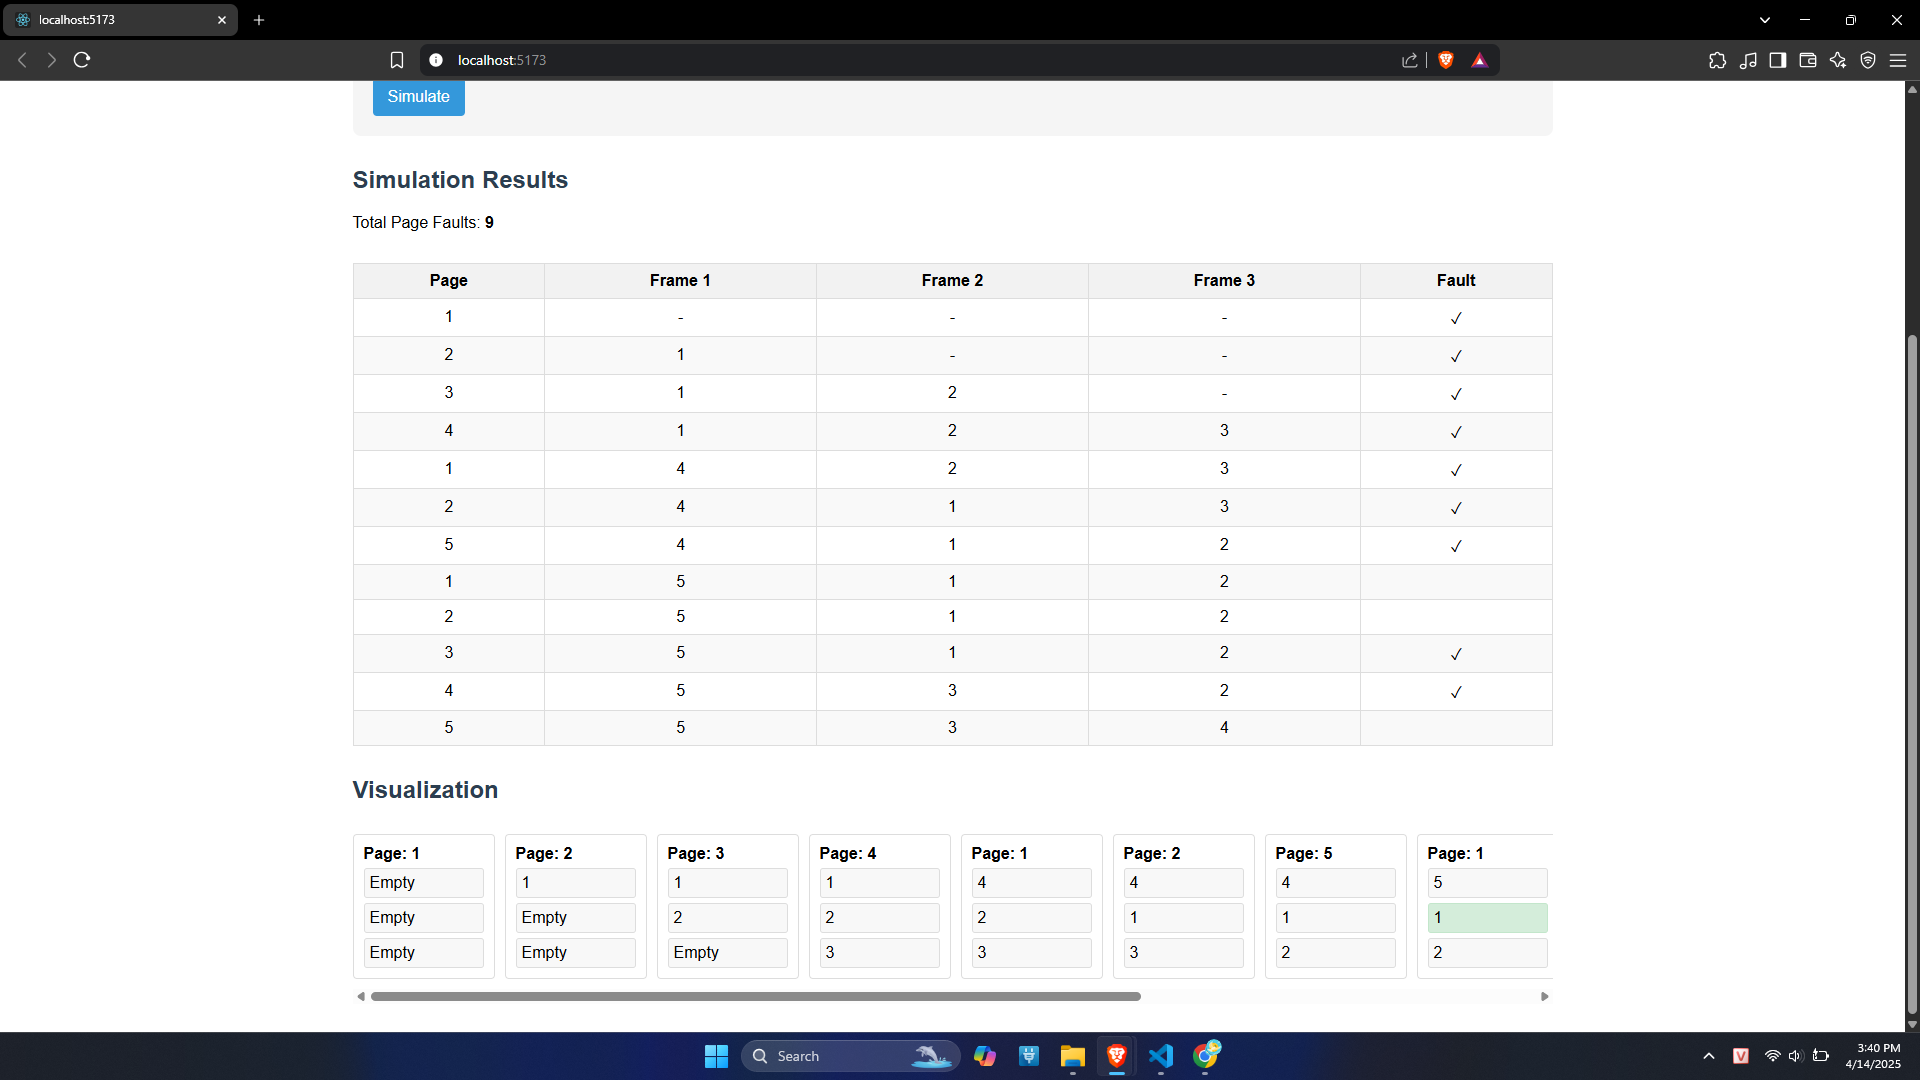 localhost:5173
localhost:5173
Simulate
Simulation Results
Total Page Faults: 9
Page Frame 1 Frame 2 Frame 3 Fault
1 - - - ✓
2 1 - - ✓
3 1 2 - ✓
4 1 2 3 ✓
1 4 2 3 ✓
2 4 1 3 ✓
5 4 1 2 ✓
1 5 1 2
2 5 1 2
3 5 1 2 ✓
4 5 3 2 ✓
5 5 3 4
Visualization
Page: 1 Page: 2 Page: 3 Page: 4 Page: 1 Page: 2 Page: 5 Page: 1
Empty 1 1 1 4 4 4 5
Empty Empty 2 2 2 1 1 1
Empty Empty Empty 3 3 3 2 2
Search
V
3:40 PM
4/14/2025